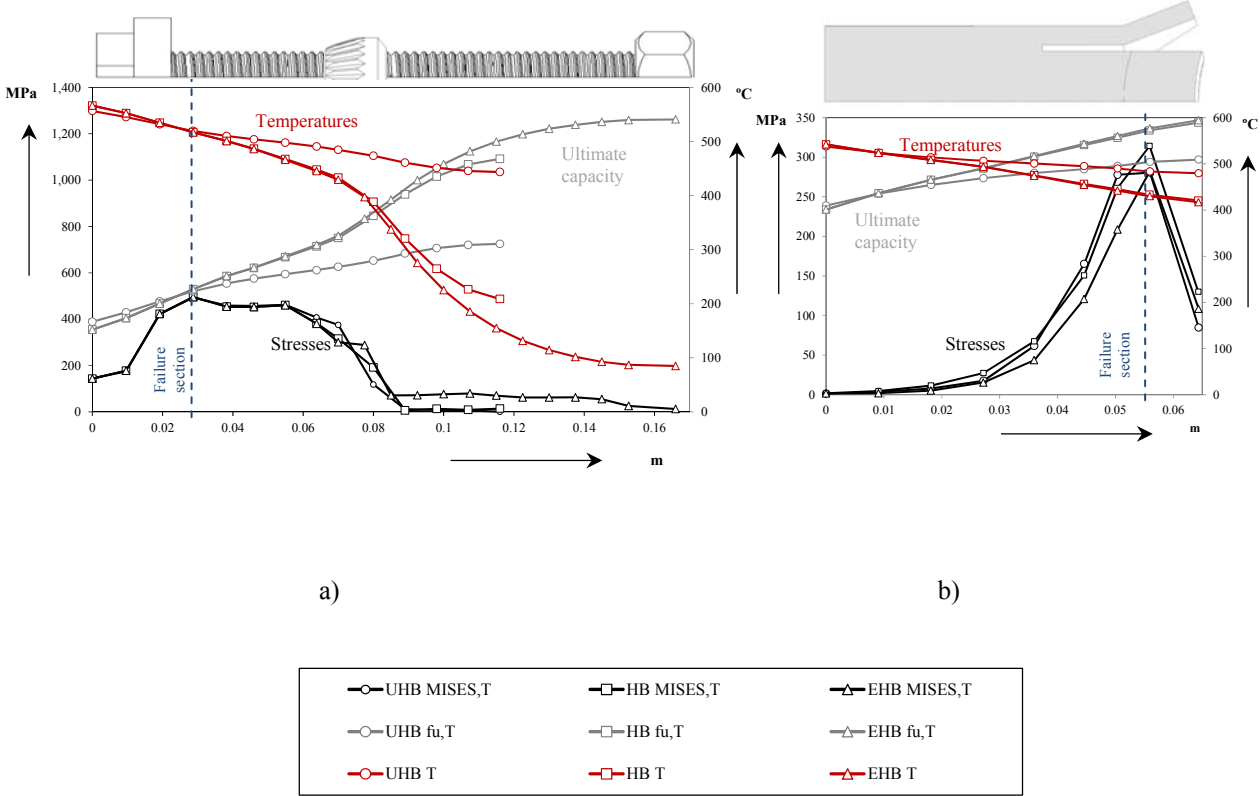 MPa
ºC
1,400
1,200
1,000
800
600
400
200
0
600
500
400
300
200
100
0
0
0.02
0.04
0.06
0.08
0.1
0.12
0.14
0.16
m
Temperatures
Ultimate
capacity
Stresses
Failure
section
a)
MPa
ºC
350
300
250
200
150
100
50
0
600
500
400
300
200
100
0
0
0.01
0.02
0.03
0.04
0.05
0.06
m
Temperatures
Ultimate
capacity
Stresses
Failure
section
b)
UHB MISES,T
HB MISES,T
EHB MISES,T
UHB fu,T
HB fu,T
EHB fu,T
UHB T
HB T
EHB T